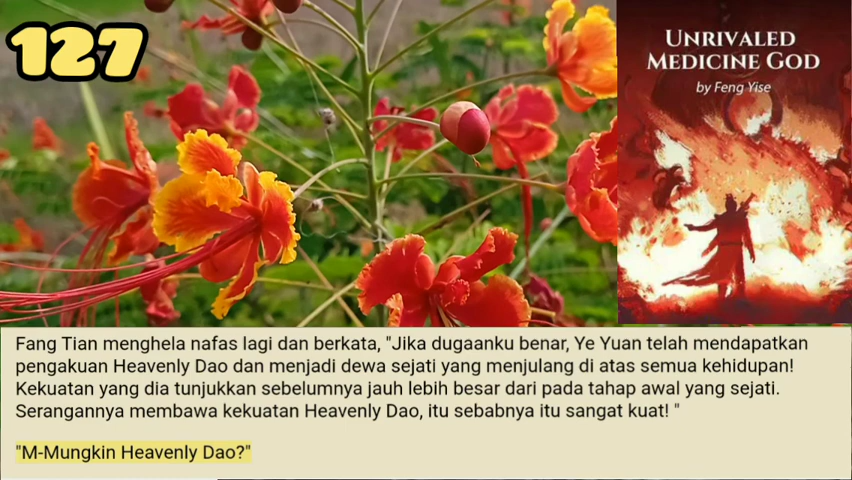 127
UNRIVALED
MEDICINE GOD
by Feng Yise
Fang Tian menghela nafas lagi dan berkata, "Jika dugaanku benar, Ye Yuan telah mendapatkan
pengakuan Heavenly Dao dan menjadi dewa sejati yang menjulang di atas semua kehidupan!
Kekuatan yang dia tunjukkan sebelumnya jauh lebih besar dari pada tahap awal yang sejati.
Serangannya membawa kekuatan Heavenly Dao, itu sebabnya itu sangat kuat! "
"M-Mungkin Heavenly Dao?"